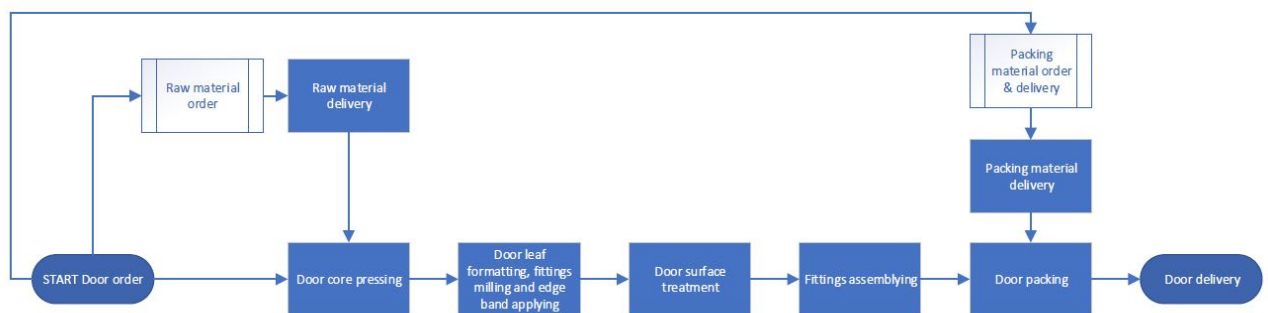 Packing
material order
& delivery
Raw material
order
Raw material
delivery
Packing material
delivery
START Door order
Door core pressing
Door leaf
formatting, fittings
milling and edge
band applying
Door surface
treatment
Fittings assemblying
Door packing
Door delivery